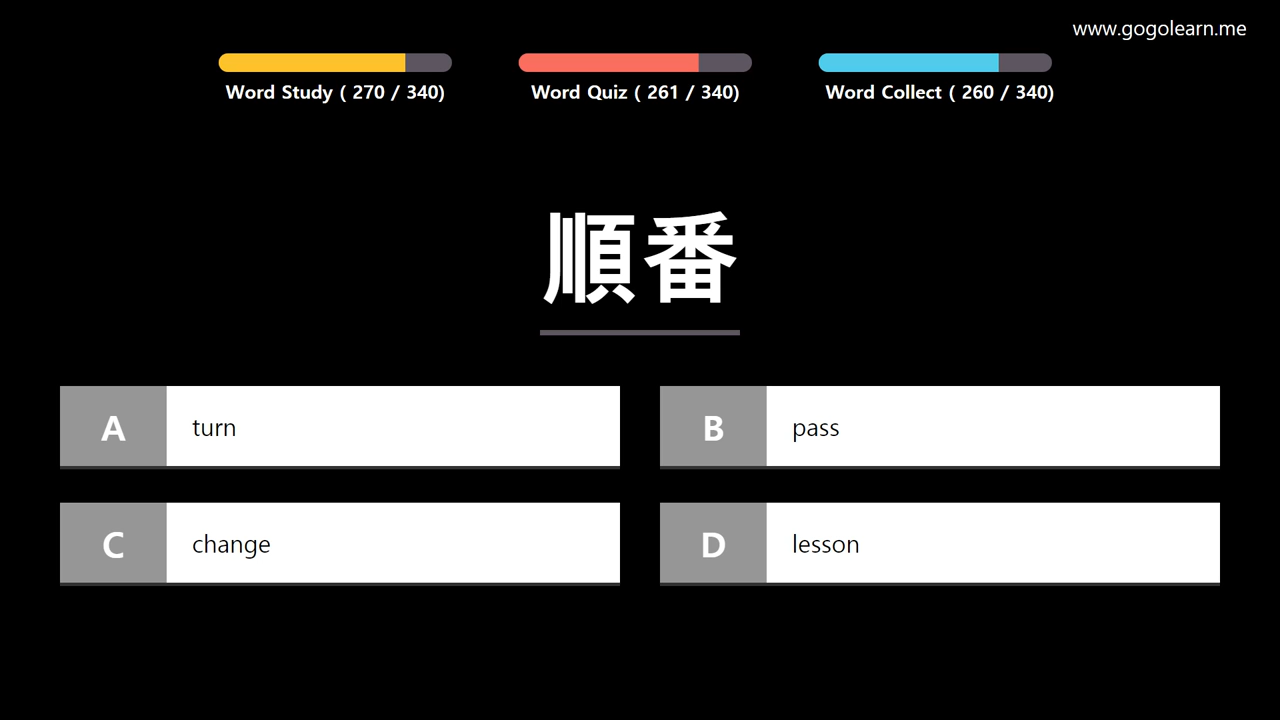 www.gogolearn.me
Word Study ( 270 / 340)
Word Quiz ( 261 / 340)
Word Collect ( 260 / 340)
順番
A turn
B pass
C change
D lesson